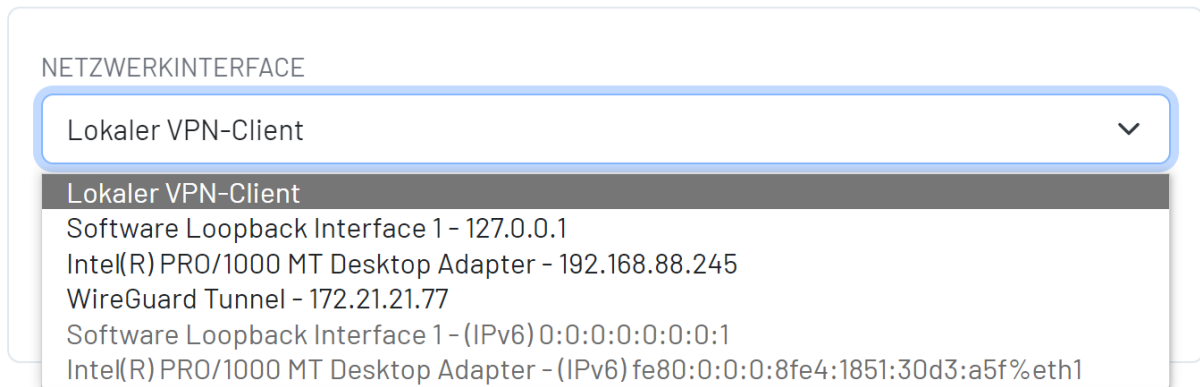 NETZWERKINTERFACE
Lokaler VPN-Client
Lokaler VPN-Client
Software Loopback Interface 1 - 127.0.0.1
Intel(R) PRO/1000 MT Desktop Adapter - 192.168.88.245
WireGuard Tunnel - 172.21.21.77
Software Loopback Interface 1 - (IPv6) 0:0:0:0:0:0:0:1
Intel(R) PRO/1000 MT Desktop Adapter - (IPv6) fe80:0:0:0:8fe4:1851:30d3:a5f%eth1